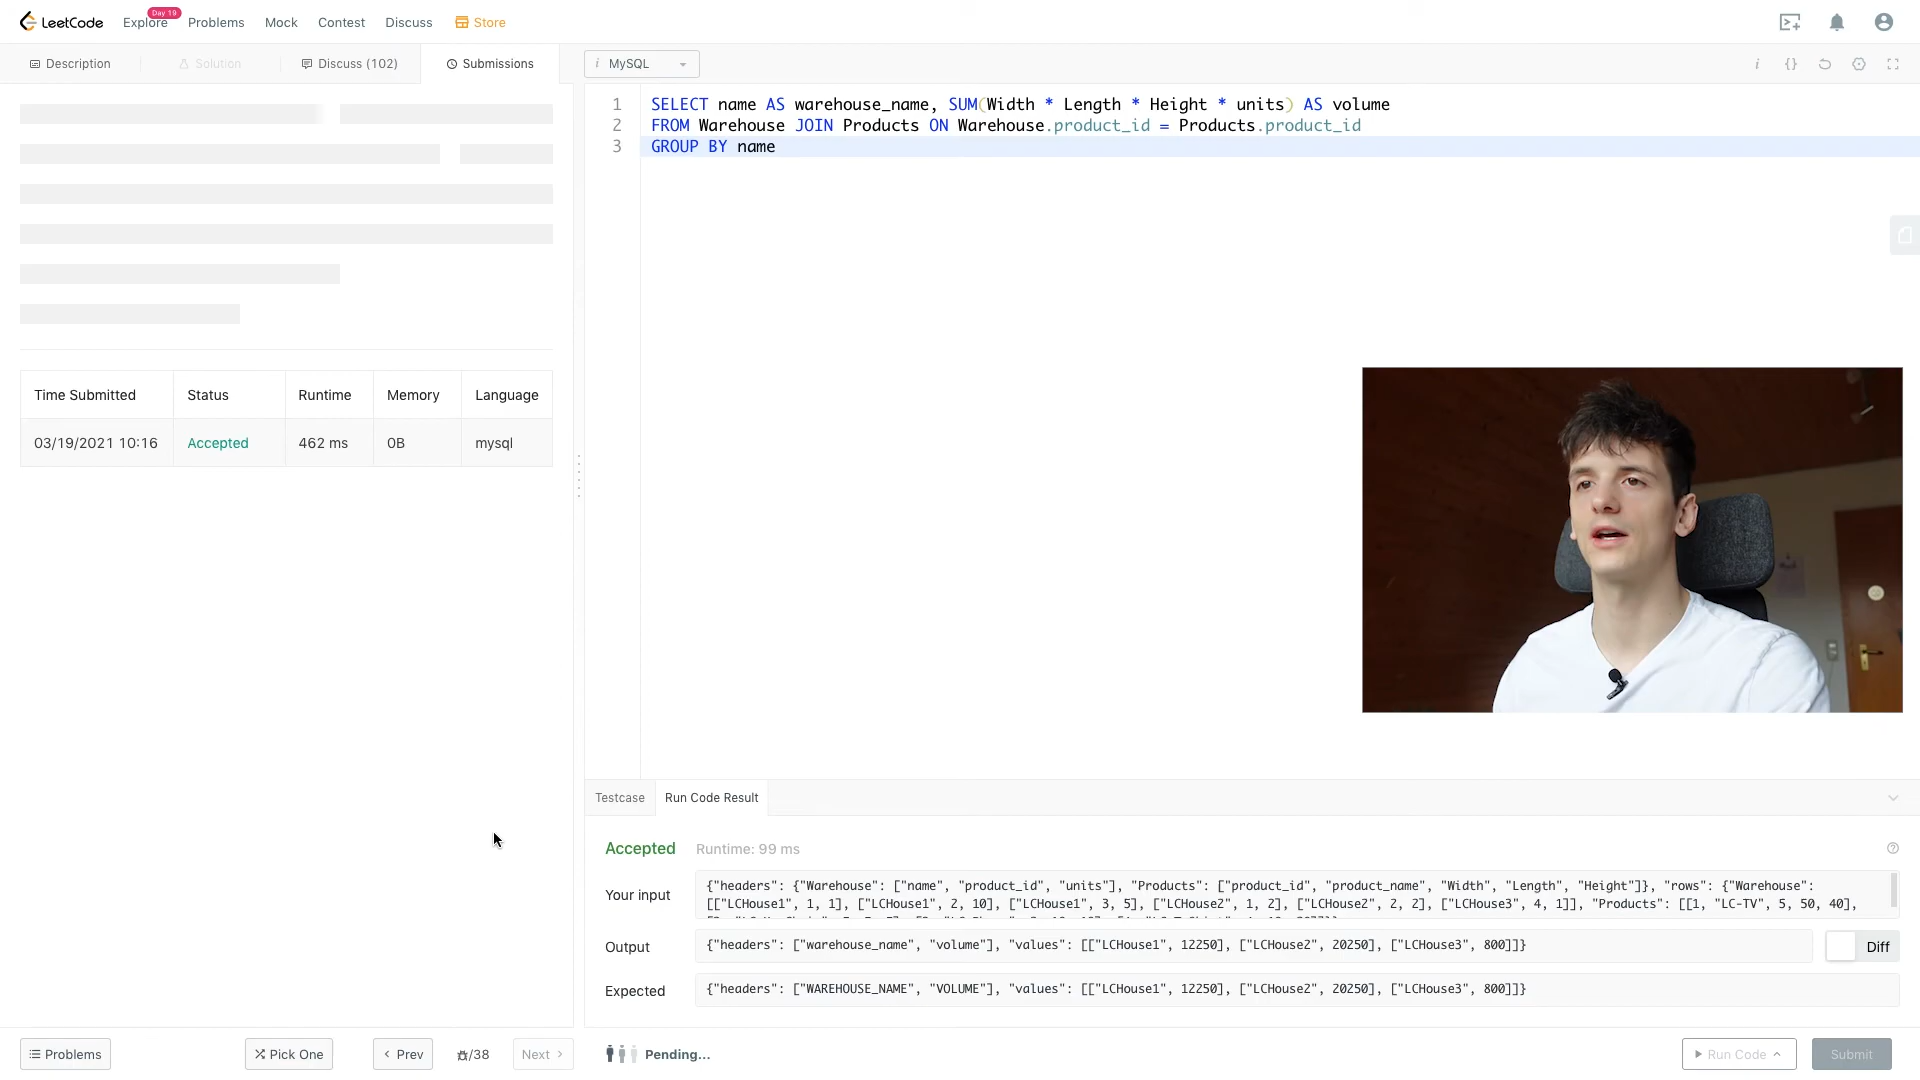 LeetCode
Explore
Day 19
Problems
Mock
Contest
Discuss
Store
Description
Solution
Discuss (102)
Submissions
i MySQL
i {}
1 SELECT name AS warehouse_name, SUM(Width * Length * Height * units) AS volume
2 FROM Warehouse JOIN Products ON Warehouse.product_id = Products.product_id
3 GROUP BY name
Time Submitted Status Runtime Memory Language
03/19/2021 10:16 Accepted 462 ms 0B mysql
Testcase
Run Code Result
Accepted Runtime: 99 ms
Your input
{"headers": {"Warehouse": ["name", "product_id", "units"], "Products": ["product_id", "product_name", "Width", "Length", "Height"]}, "rows": {"Warehouse":
[["LCHouse1", 1, 1], ["LCHouse1", 2, 10], ["LCHouse1", 3, 5], ["LCHouse2", 1, 2], ["LCHouse2", 2, 2], ["LCHouse3", 4, 1]], "Products": [[1, "LC-TV", 5, 50, 40],
Output
{"headers": ["warehouse_name", "volume"], "values": [["LCHouse1", 12250], ["LCHouse2", 20250], ["LCHouse3", 800]]}
Diff
Expected
{"headers": ["WAREHOUSE_NAME", "VOLUME"], "values": [["LCHouse1", 12250], ["LCHouse2", 20250], ["LCHouse3", 800]]}
Problems
Pick One
Prev
/38
Next
Pending...
Run Code
Submit